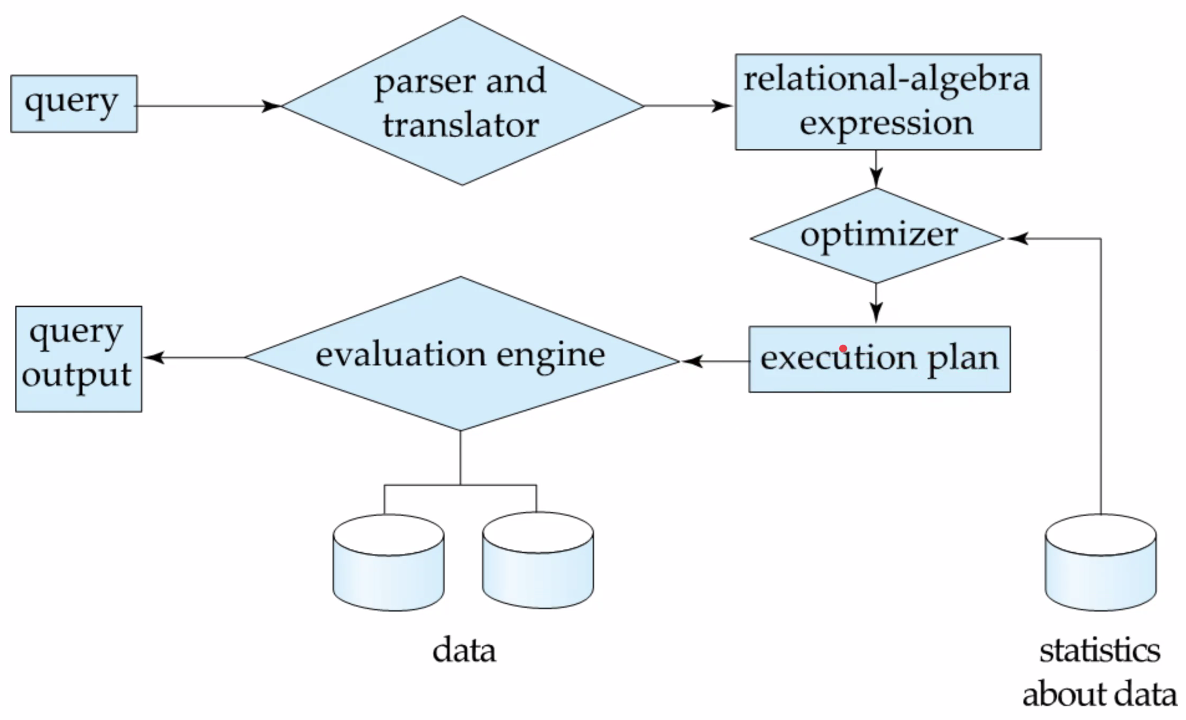 query
parser and
translator
relational-algebra
expression
optimizer
query
output
evaluation engine
execution plan
data
statistics
about data